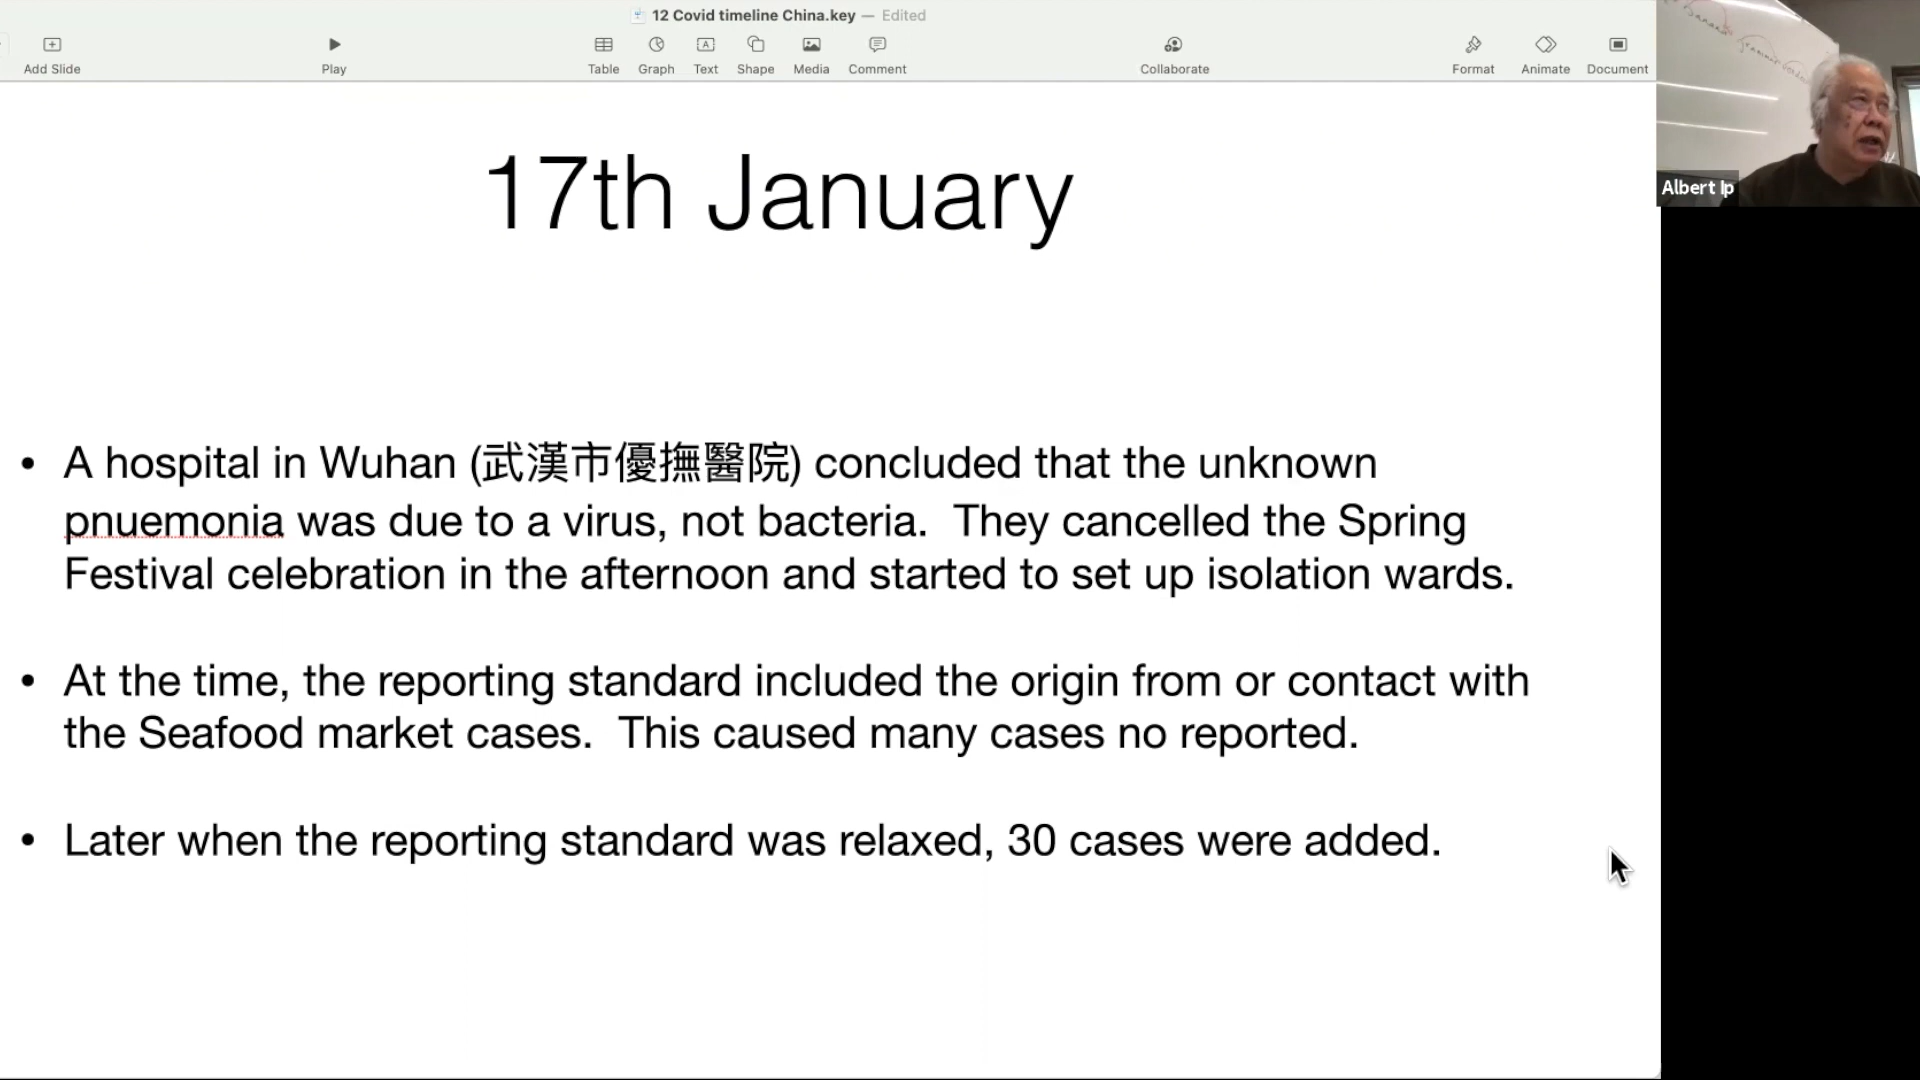 12 Covid timeline China.key — Edited
Add Slide
Play
Table
Graph
Text
Shape
Media
Comment
Collaborate
Format
Animate
Document
Albert Ip
17th January
• A hospital in Wuhan (武漢市優撫醫院) concluded that the unknown
pnuemonia was due to a virus, not bacteria. They cancelled the Spring
Festival celebration in the afternoon and started to set up isolation wards.
• At the time, the reporting standard included the origin from or contact with
the Seafood market cases. This caused many cases no reported.
• Later when the reporting standard was relaxed, 30 cases were added.